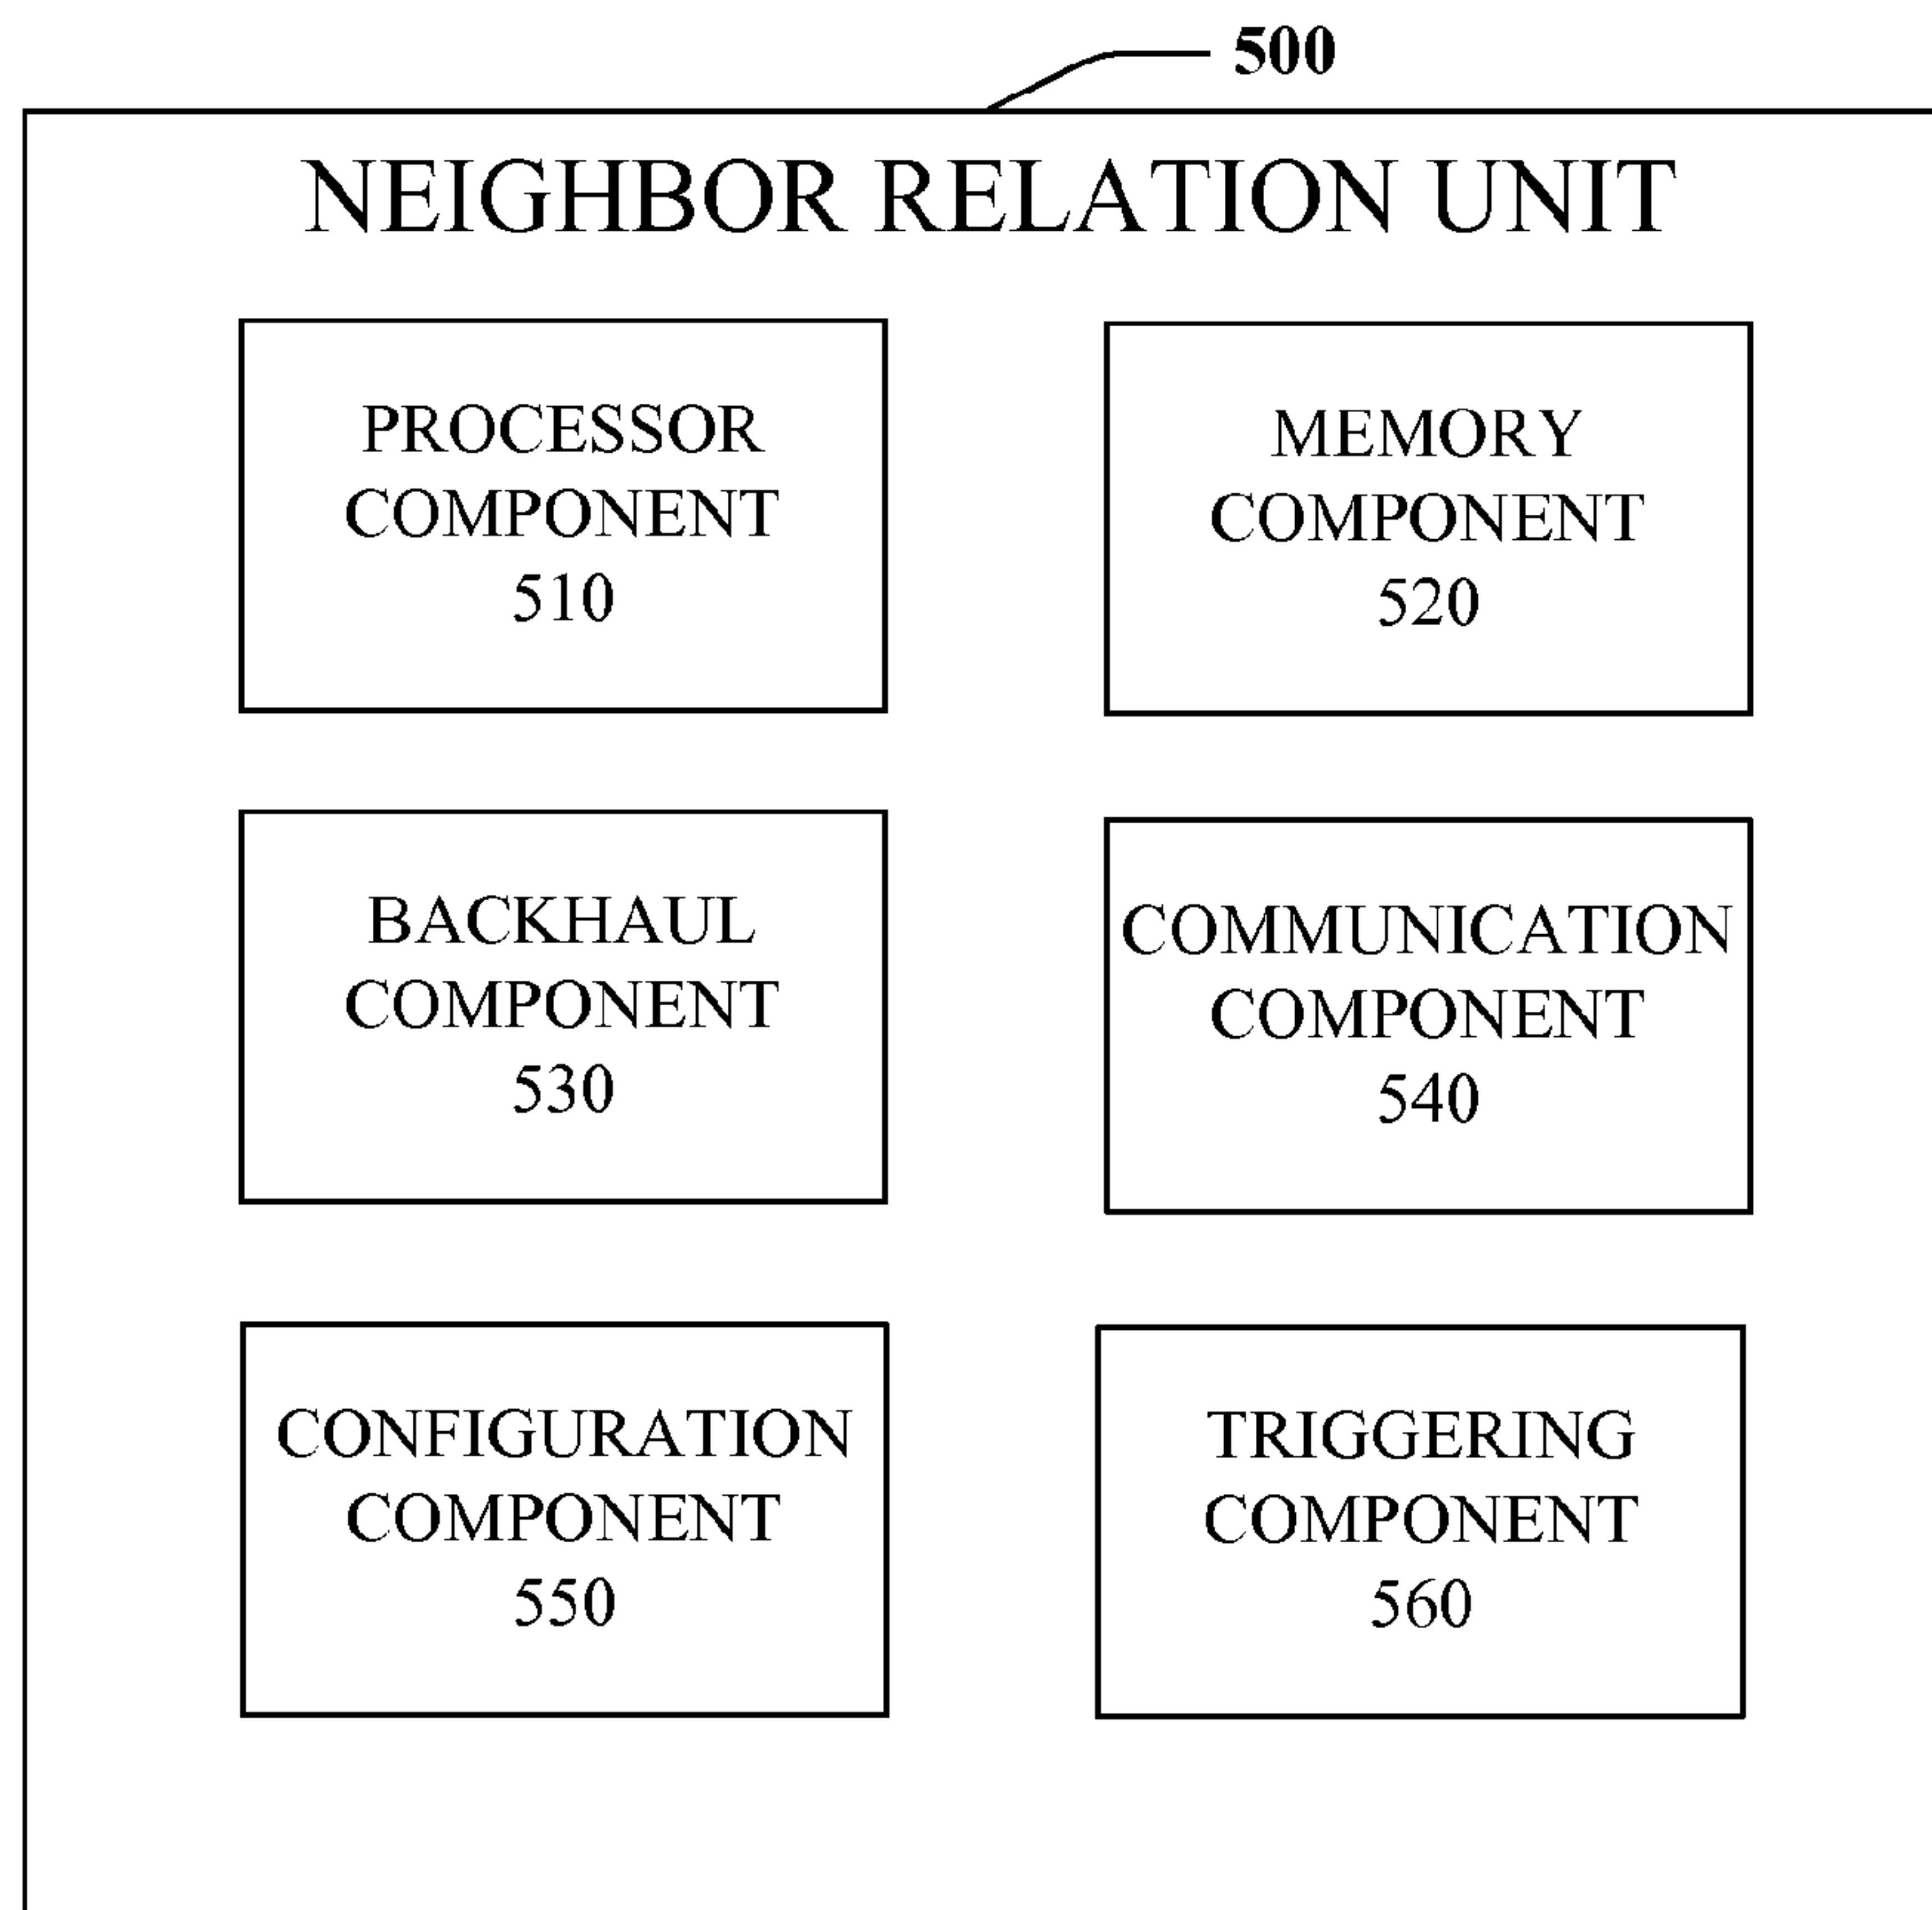 500
NEIGHBOR RELATION UNIT
PROCESSOR
COMPONENT
510
MEMORY
COMPONENT
520
BACKHAUL
COMPONENT
530
COMMUNICATION
COMPONENT
540
CONFIGURATION
COMPONENT
550
TRIGGERING
COMPONENT
560